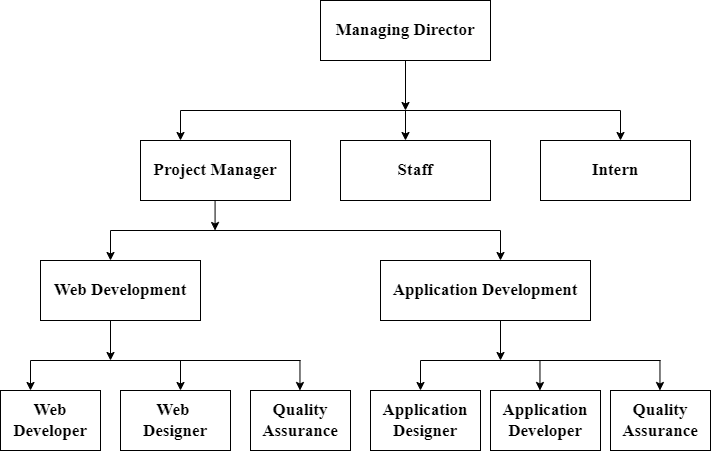 Managing Director
Project Manager
Staff
Intern
Web Development
Application Development
Web
Developer
Web
Designer
Quality
Assurance
Application
Designer
Application
Developer
Quality
Assurance